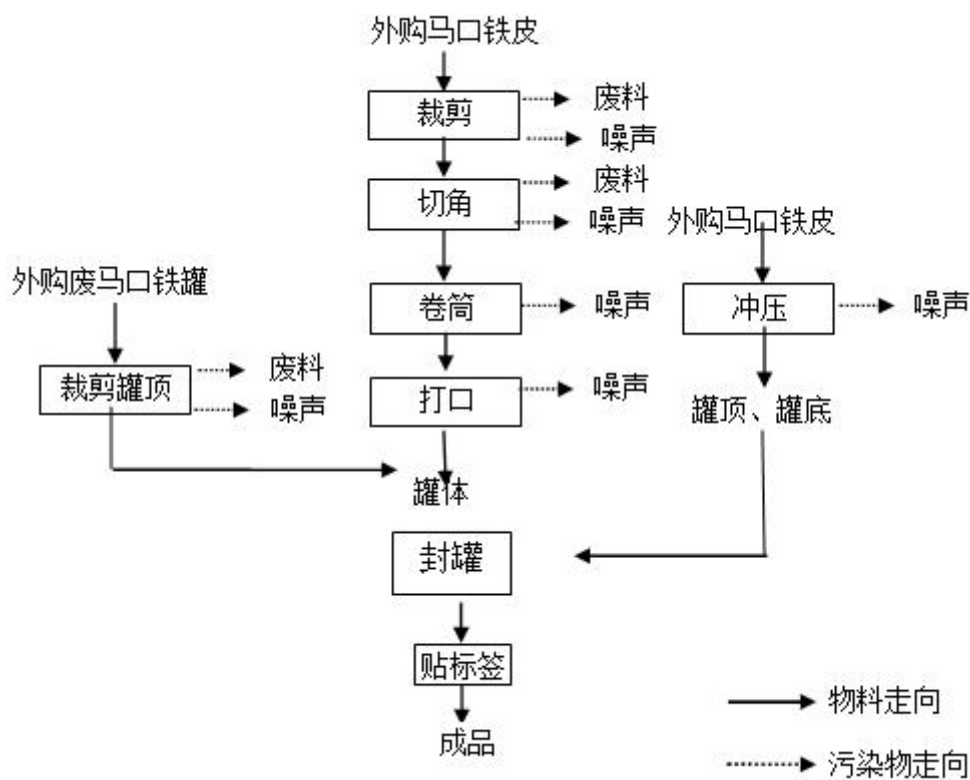 外购马口铁皮
裁剪
废料
噪声
切角
废料
噪声
外购马口铁皮
外购废马口铁罐
卷筒
噪声
冲压
噪声
裁剪罐顶
废料
噪声
打口
噪声
罐顶、罐底
罐体
封罐
贴标签
成品
物料走向
污染物走向